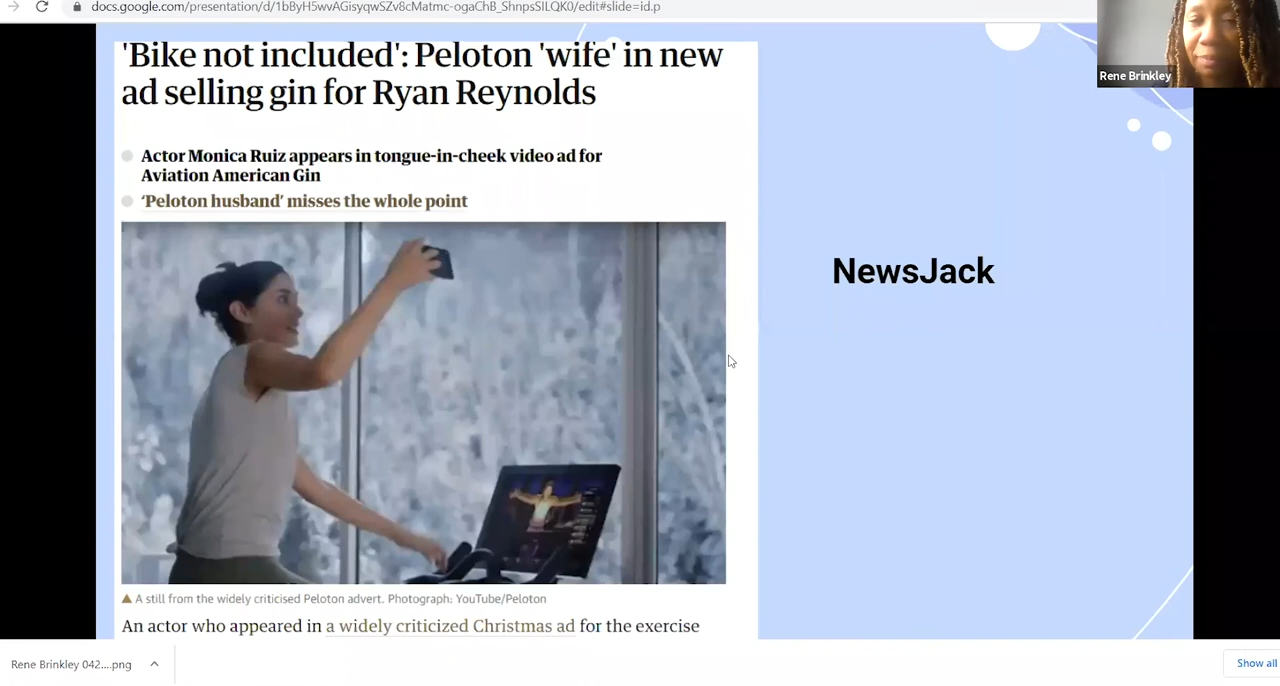 docs.google.com/presentation/d/1bByH5wvAGisyqwSZv8cMatmc-ogaChB_ShnpsSILQK0/edit#slide=id.p
Rene Brinkley
'Bike not included': Peloton 'wife' in new
ad selling gin for Ryan Reynolds
Actor Monica Ruiz appears in tongue-in-cheek video ad for
Aviation American Gin
‘Peloton husband’ misses the whole point
NewsJack
A still from the widely criticised Peloton advert. Photograph: YouTube/Peloton
An actor who appeared in a widely criticized Christmas ad for the exercise
Rene Brinkley 042....png
Show all